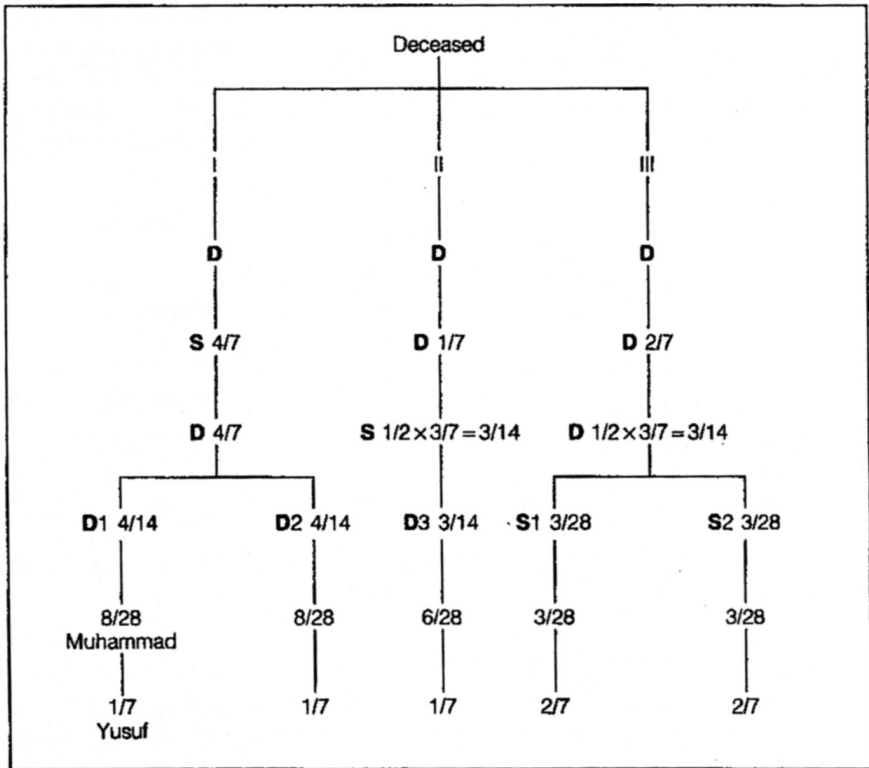 Deceased
I II III
D D D
S 4/7 D 1/7 D 2/7
D 4/7 S 1/2×3/7=3/14 D 1/2×3/7=3/14
D1 4/14 D2 4/14 D3 3/14 S1 3/28 S2 3/28
8/28 8/28 6/28 3/28 3/28
Muhammad
1/7 1/7 1/7 2/7 2/7
Yusuf